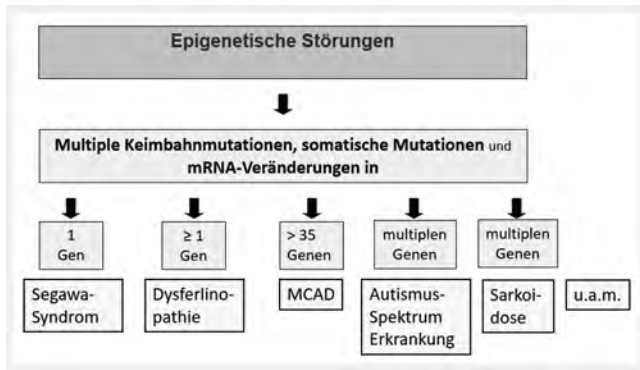 Epigenetische Störungen
Multiple Keimbahnmutationen, somatische Mutationen und
mRNA-Veränderungen in
1
Gen
≥ 1
Gen
> 35
Genen
multiplen
Genen
multiplen
Genen
Segawa-
Syndrom
Dysferlino-
pathie
MCAD
Autismus-
Spektrum
Erkrankung
Sarkoi-
dose
u.a.m.